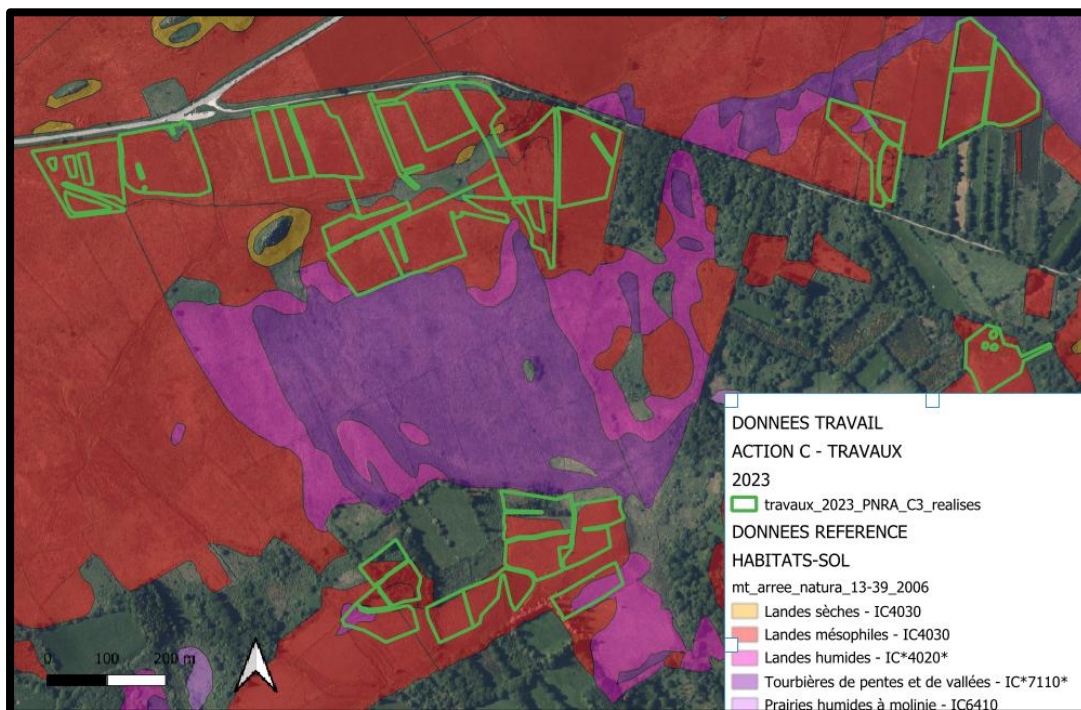 DONNEES TRAVAIL
ACTION C - TRAVAUX
2023
travaux_2023_PNRA_C3_realises
DONNEES REFERENCE
HABITATS-SOL
mt_arree_natura_13-39_2006
Landes sèches - IC4030
Landes mésophiles - IC4030
Landes humides - IC*4020*
Tourbières de pentes et de vallées - IC*7110*
Prairies humides à molinie - IC6410
0 100 200 m